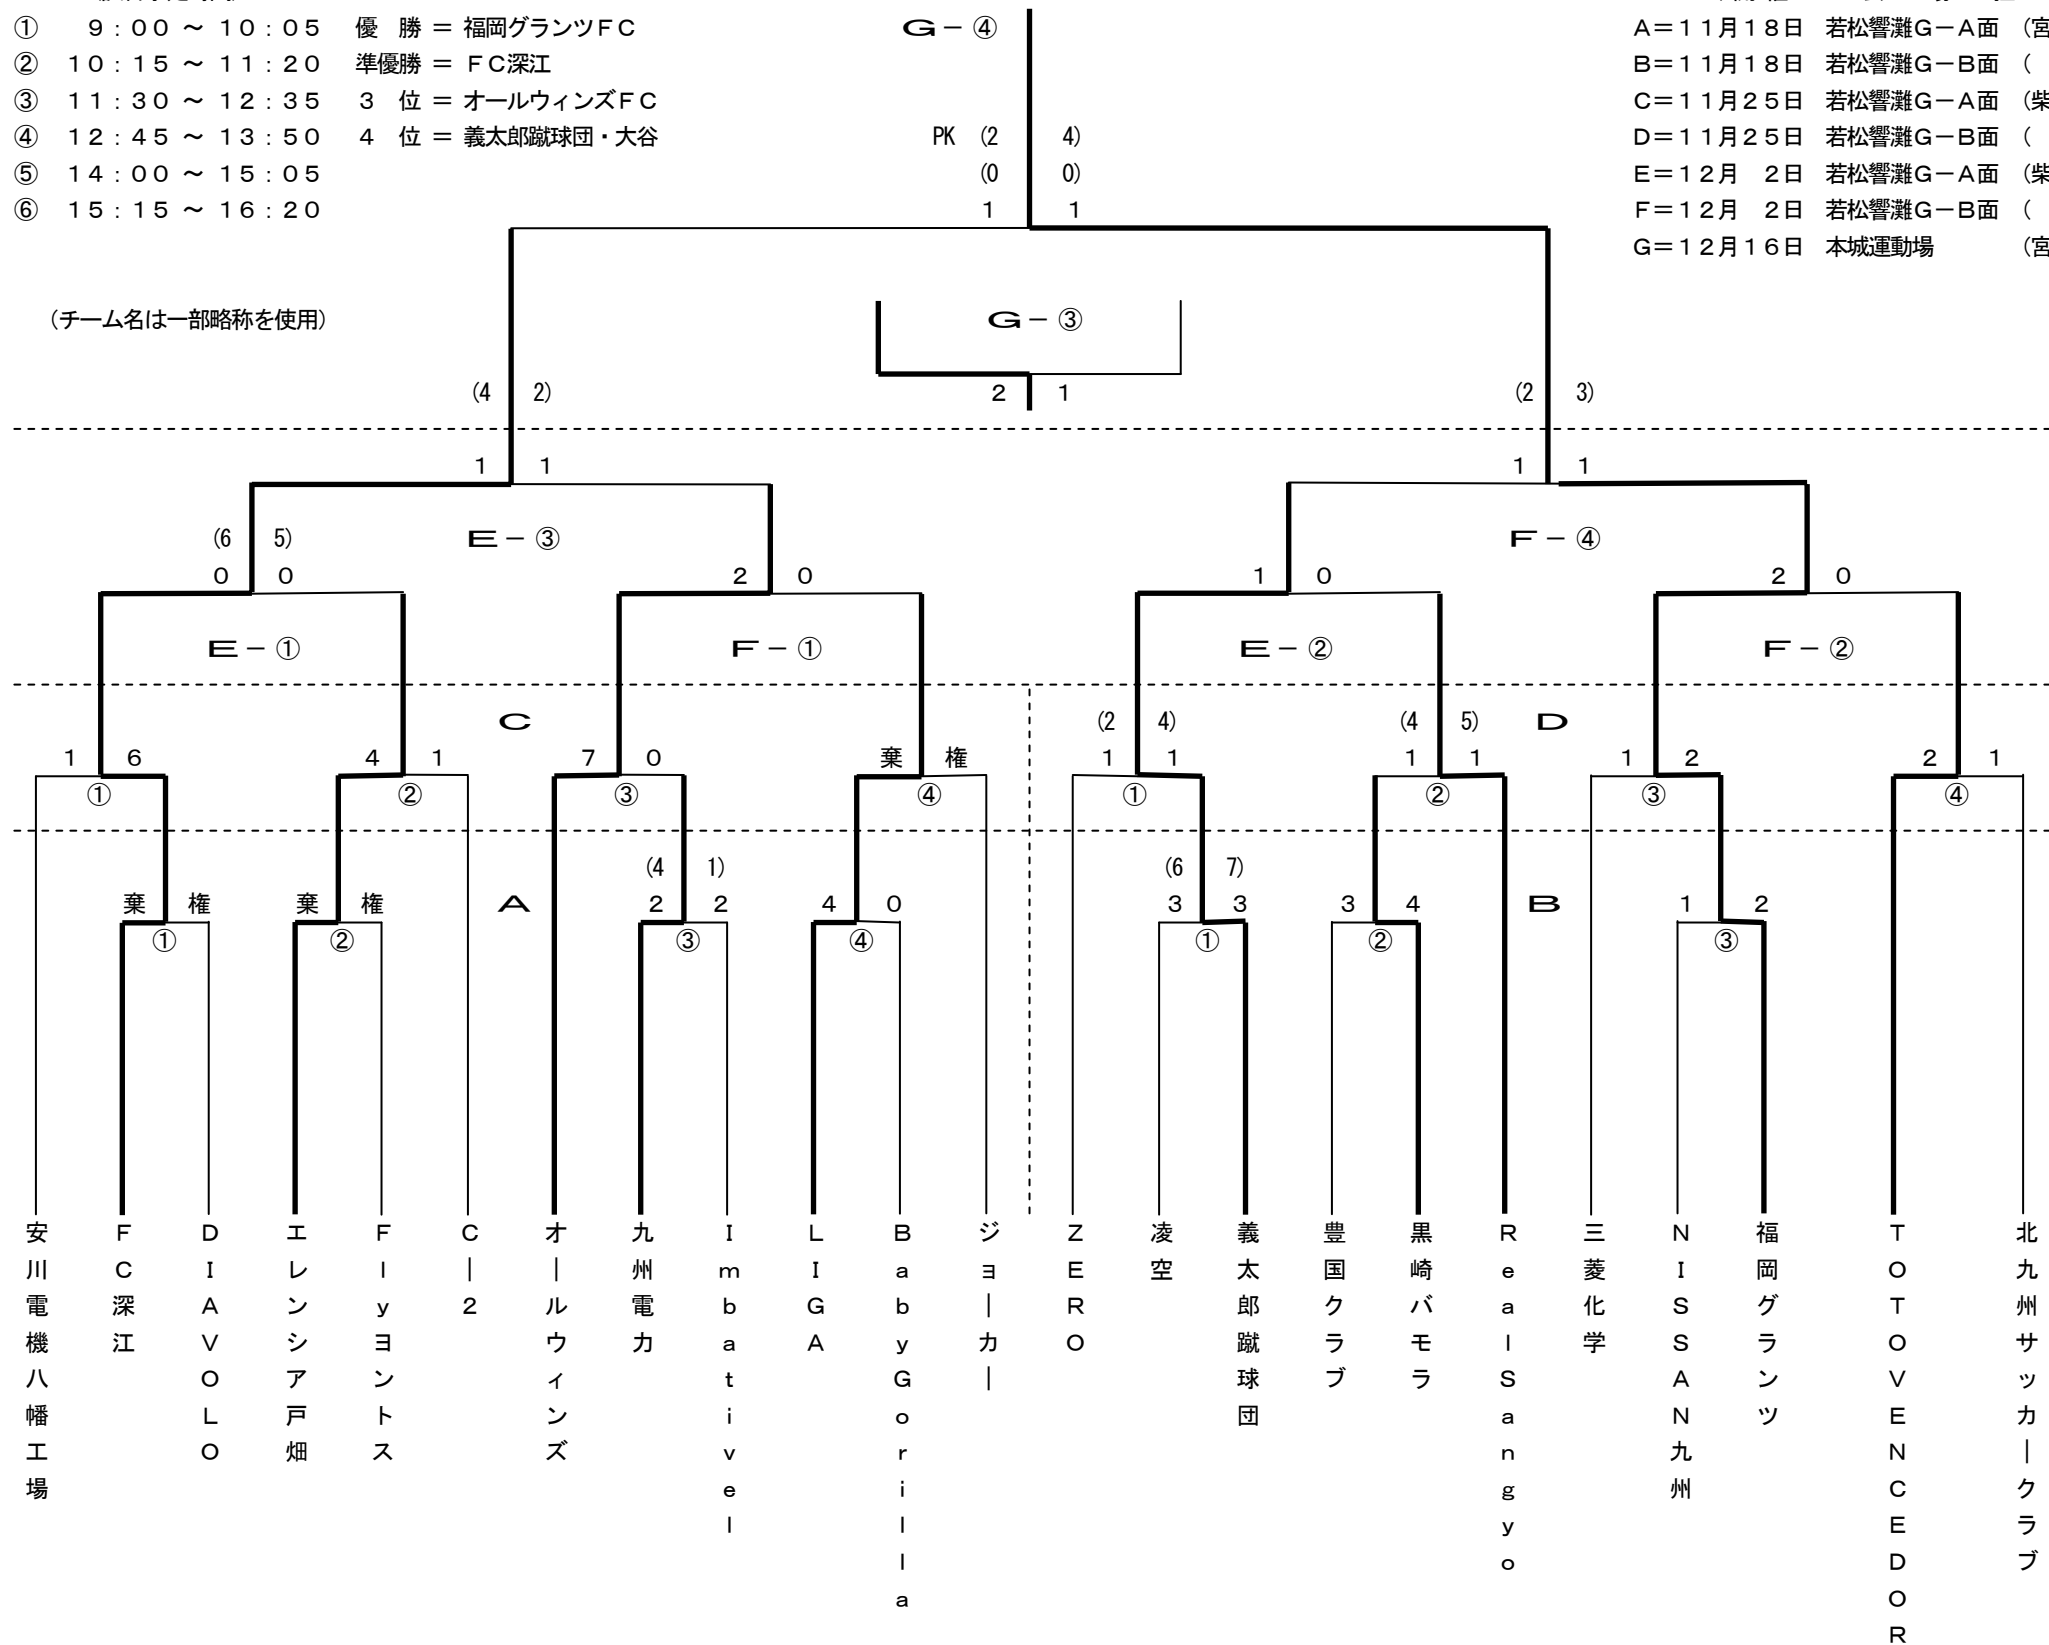 ① 9:00 ～ 10:05 優 勝 ＝ 福岡グランツＦＣ
② 10:15 ～ 11:20 準優勝 ＝ ＦＣ深江
③ 11:30 ～ 12:35 3 位 ＝ オールウィンズＦＣ
④ 12:45 ～ 13:50 4 位 ＝ 義太郎蹴球団・大谷
⑤ 14:00 ～ 15:05
⑥ 15:15 ～ 16:20
（チーム名は一部略称を使用）
G－④
PK (2 4)
(0 0)
1 1
A＝11月18日 若松響灘G－A面 （宮
B＝11月18日 若松響灘G－B面 （
C＝11月25日 若松響灘G－A面 （柴
D＝11月25日 若松響灘G－B面 （
E＝12月 2日 若松響灘G－A面 （柴
F＝12月 2日 若松響灘G－B面 （
G＝12月16日 本城運動場 （宮
G－③
2 1
(4 2) (2 3)
1 1 1 1
(6 5) E－③ F－④
0 0 2 0 1 0 2 0
E－① F－① E－② F－②
C (2 4) (4 5) D
1 6 4 1 7 0 棄 権 1 1 1 1 1 2 2 1
① ② ③ ④ ① ② ③ ④
(4 1) (6 7)
棄 権 棄 権 A 2 2 4 0 3 3 3 4 B 1 2
① ② ③ ④ ① ② ③
安川電機八幡工場
FC深江
DIAVOLO
エレンシア戸畑
Flyヨントス
C｜2
オ｜ルウィンズ
九州電力
Imbativel
LIGA
BabyGorilla
ジョ｜カ｜
ZERO
凌空
義太郎蹴球団
豊国クラブ
黒崎バモラ
RealSangyo
三菱化学
NISSAN九州
福岡グランツ
TOTOVENCEDOR
北九州サッカ｜クラブ